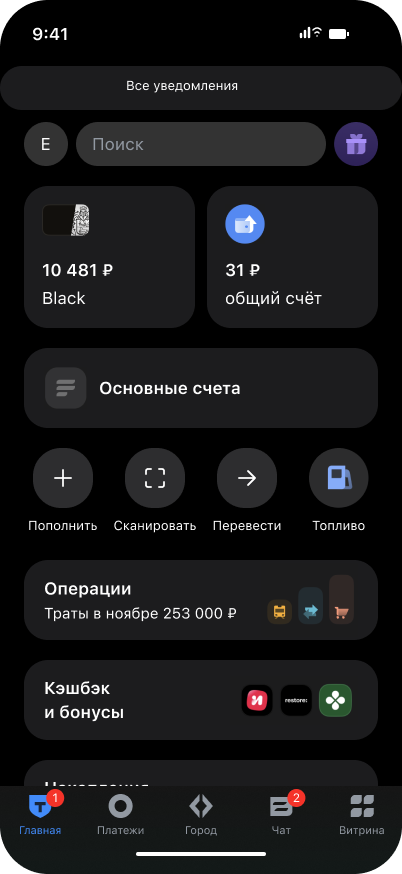 9:41
Все уведомления
Е
Поиск
10 481 ₽
Black
31 ₽
общий счёт
Основные счета
Пополнить
Сканировать
Перевести
Топливо
Операции
Траты в ноябре 253 000 ₽
Кэшбэк
и бонусы
restore:
Накопления
1
2
Главная
Платежи
Город
Чат
Витрина